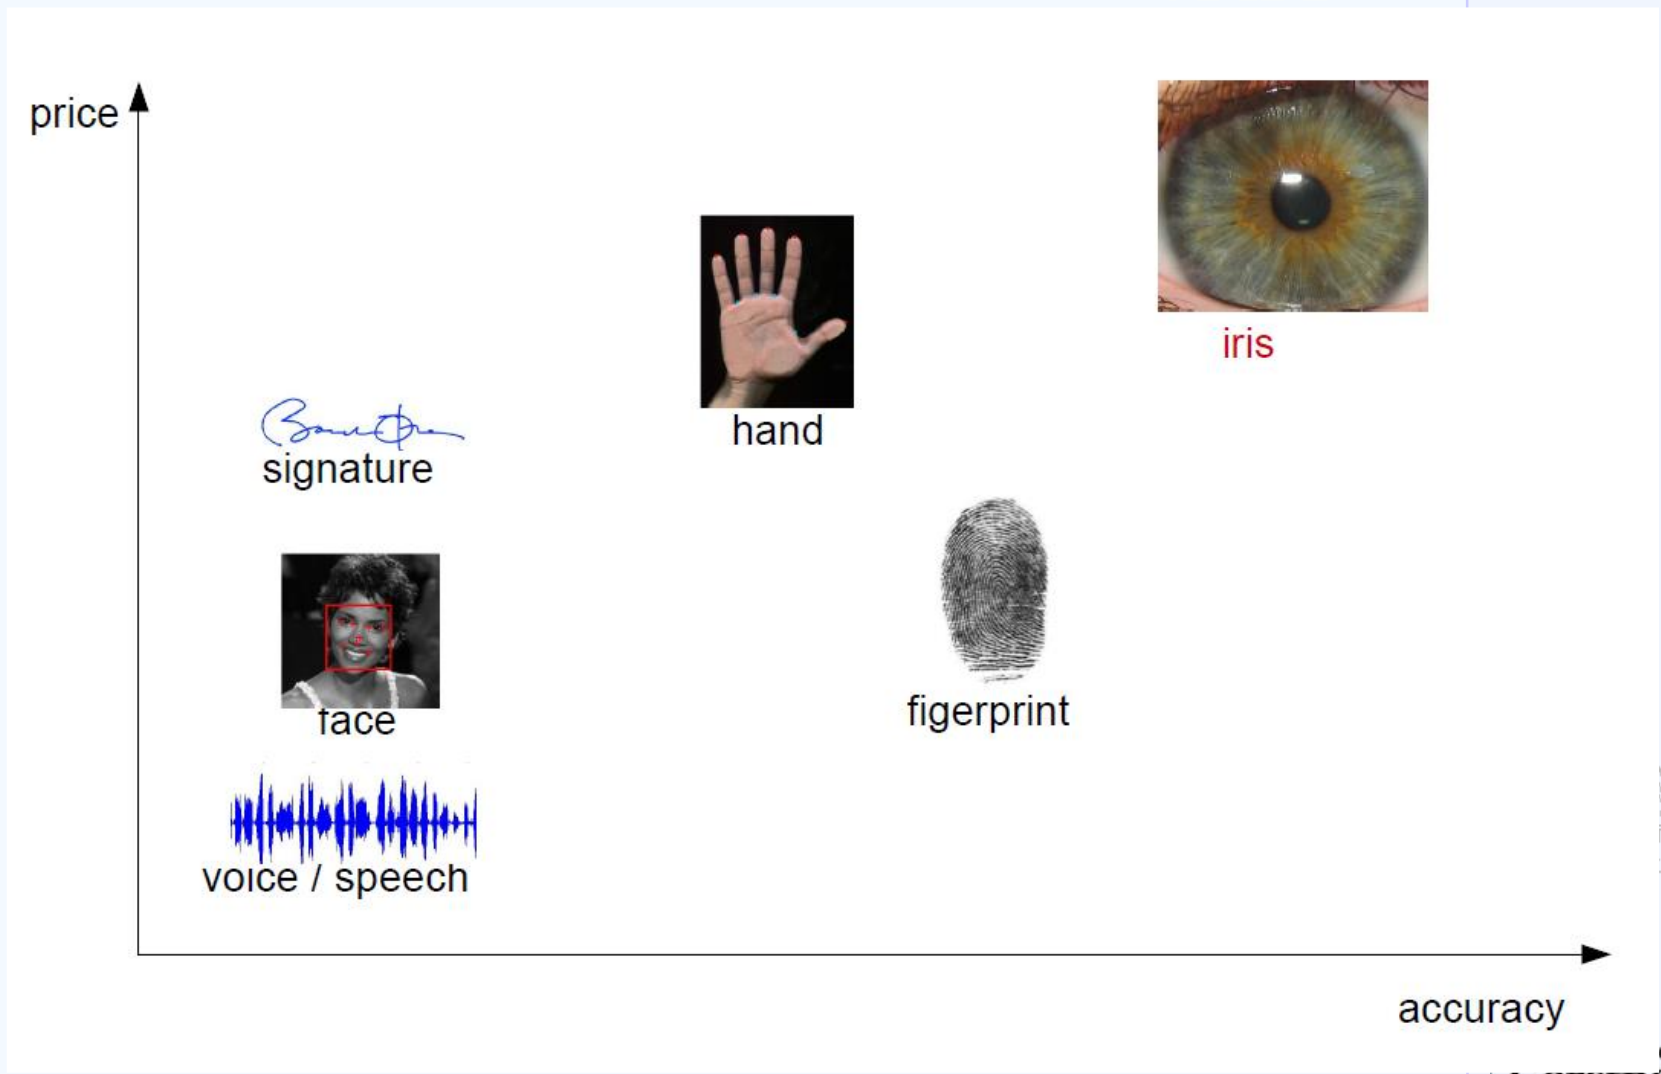 price
iris
hand
signature
figerprint
face
voice / speech
accuracy